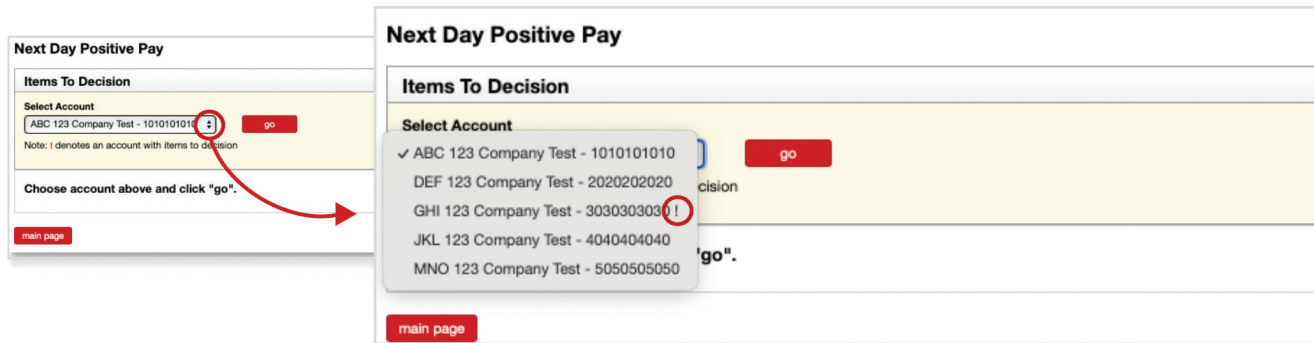 Next Day Positive Pay
Items To Decision
Select Account
ABC 123 Company Test - 1010101010
go
Note: ! denotes an account with items to decision
Choose account above and click "go".
main page
Next Day Positive Pay
Items To Decision
Select Account
✓ ABC 123 Company Test - 1010101010
go
DEF 123 Company Test - 2020202020
cision
GHI 123 Company Test - 3030303030 !
JKL 123 Company Test - 4040404040
"go".
MNO 123 Company Test - 5050505050
main page